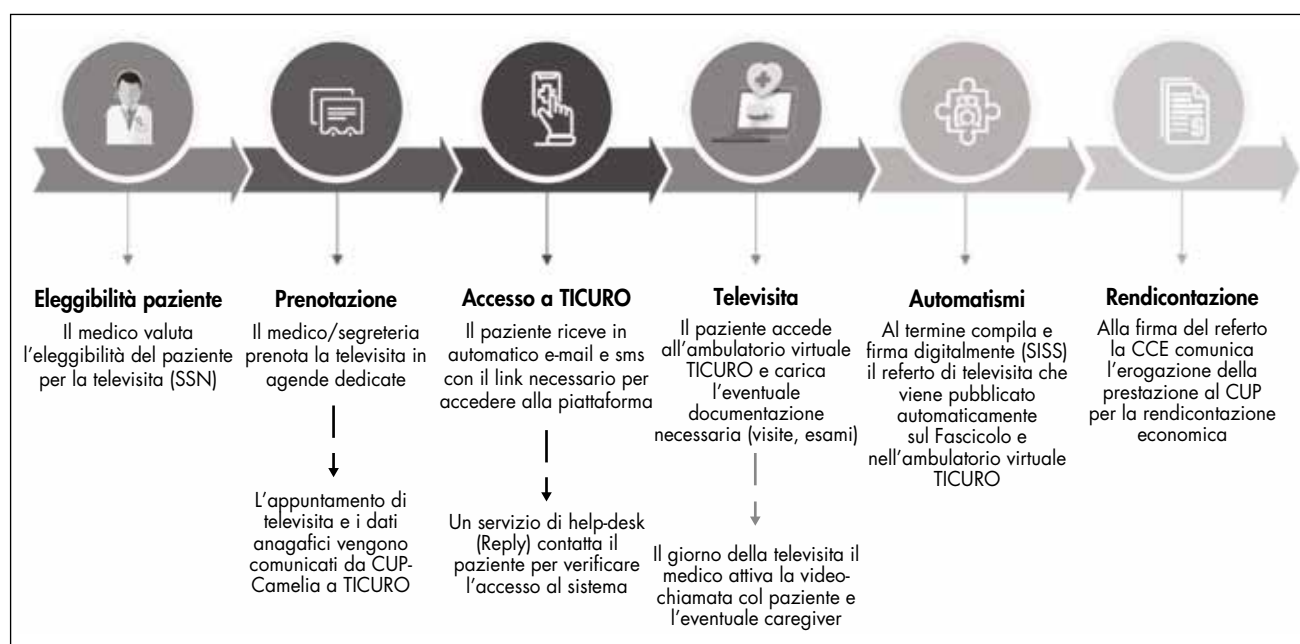 Eleggibilità paziente
Il medico valuta
l'eleggibilità del paziente
per la televisita (SSN)
Prenotazione
Il medico/segreteria
prenota la televisita in
agende dedicate
L'appuntamento di
televisita e i dati
anagafici vengono
comunicati da CUP-
Camelia a TICURO
Accesso a TICURO
Il paziente riceve in
automatico e-mail e sms
con il link necessario per
accedere alla piattaforma
Un servizio di help-desk
(Reply) contatta il
paziente per verificare
l'accesso al sistema
Televisita
Il paziente accede
all'ambulatorio virtuale
TICURO e carica
l'eventuale
documentazione
necessaria (visite, esami)
Il giorno della televisita il
medico attiva la video-
chiamata col paziente e
l'eventuale caregiver
Automatismi
Al termine compila e
firma digitalmente (SISS)
il referto di televisita che
viene pubblicato
automaticamente
sul Fascicolo e
nell'ambulatorio virtuale
TICURO
Rendicontazione
Alla firma del referto
la CCE comunica
l'erogazione della
prestazione al CUP
per la rendicontazione
economica